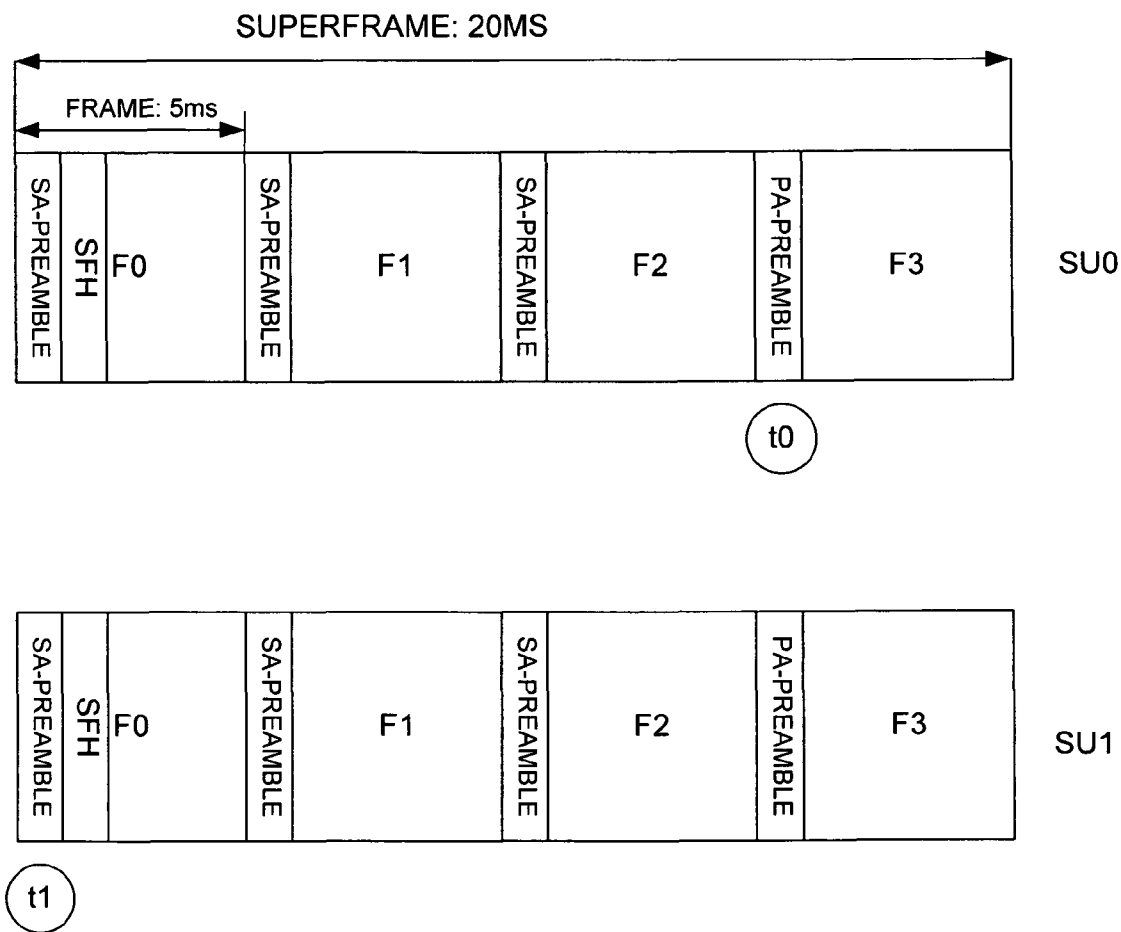 SUPERFRAME: 20MS
FRAME: 5ms
SA-PREAMBLE
SFH
F0
SA-PREAMBLE
F1
SA-PREAMBLE
F2
PA-PREAMBLE
F3
SU0
t0
SA-PREAMBLE
SFH
F0
SA-PREAMBLE
F1
SA-PREAMBLE
F2
PA-PREAMBLE
F3
SU1
t1